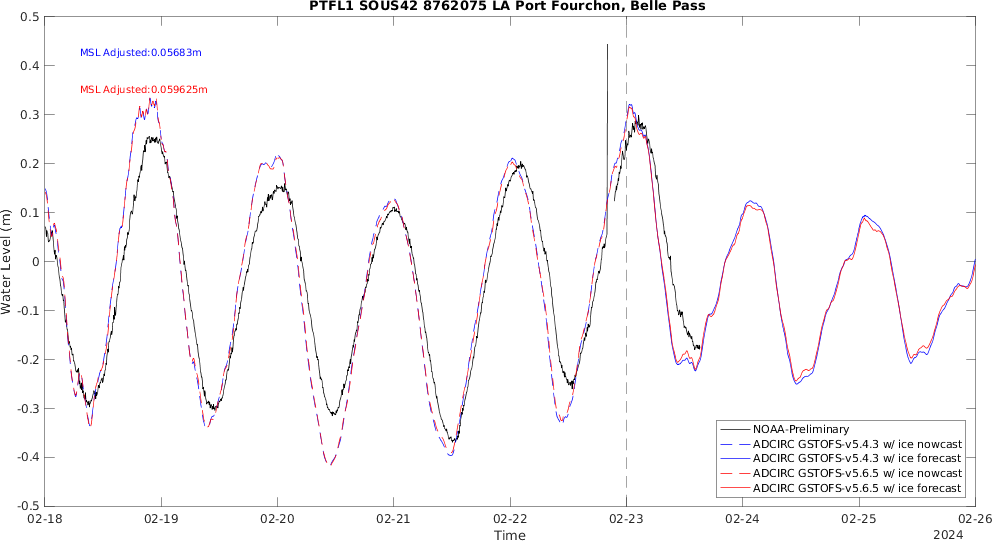 PTFL1 SOUS42 8762075 LA Port Fourchon, Belle Pass
0.5
0.4
0.3
0.2
0.1
0
-0.1
-0.2
-0.3
-0.4
-0.5
Water Level (m)
MSL Adjusted:0.05683m
MSL Adjusted:0.059625m
NOAA-Preliminary
ADCIRC GSTOFS-v5.4.3 w/ ice nowcast
ADCIRC GSTOFS-v5.4.3 w/ ice forecast
ADCIRC GSTOFS-v5.6.5 w/ ice nowcast
ADCIRC GSTOFS-v5.6.5 w/ ice forecast
02-18 02-19 02-20 02-21 02-22 02-23 02-24 02-25 02-26
Time
2024